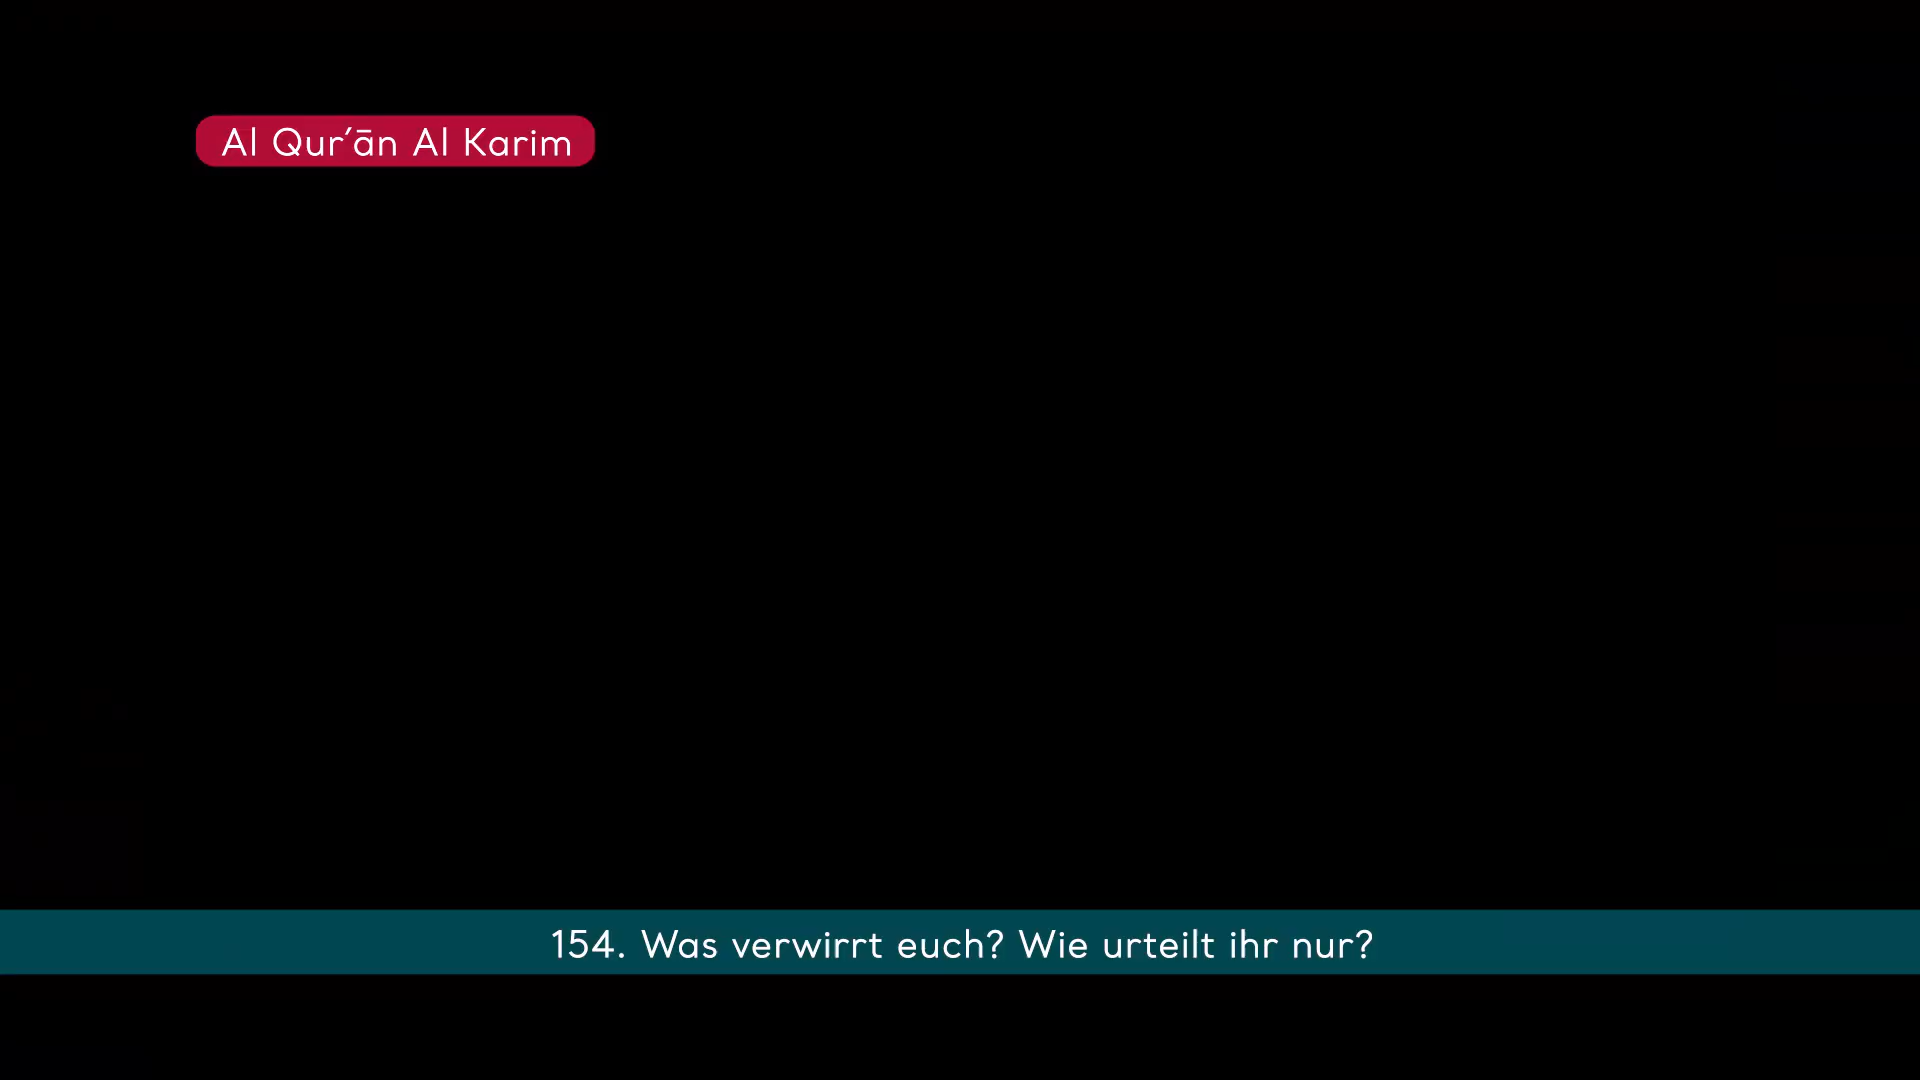 Al Qur’ān Al Karim
154. Was verwirrt euch? Wie urteilt ihr nur?